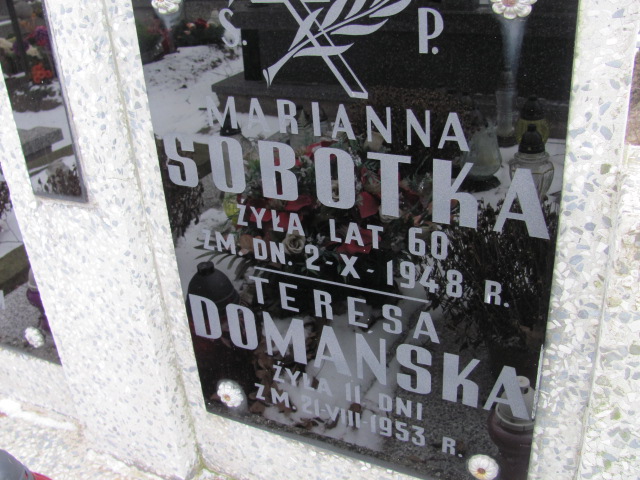 Ś. P.
MARIANNA
SOBOTKA
ŻYŁA LAT 60
ZM. DN. 2-X-1948 R.
TERESA
DOMAŃSKA
ŻYŁA 11 DNI
ZM. 21-VIII-1953 R.